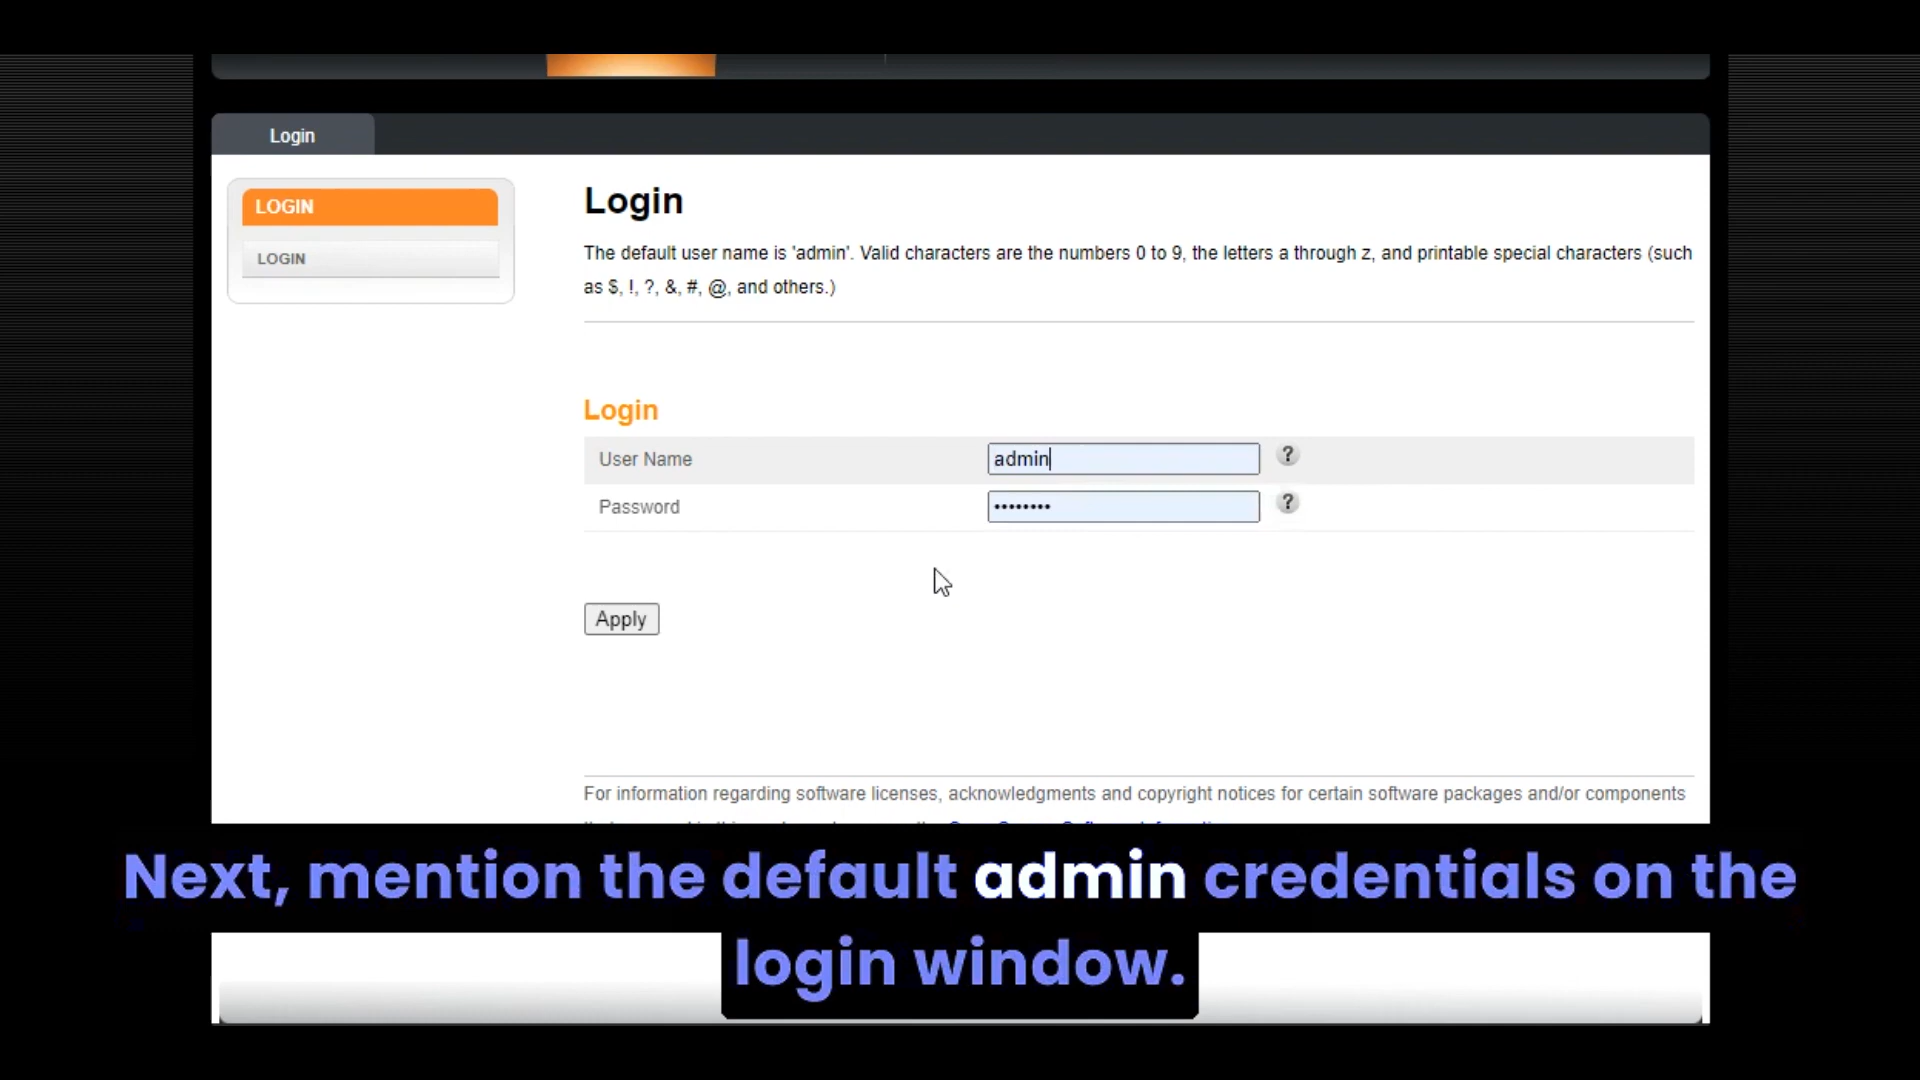 Login
LOGIN
LOGIN
Login
The default user name is 'admin'. Valid characters are the numbers 0 to 9, the letters a through z, and printable special characters (such
as $, !, ?, &, #, @, and others.)
Login
User Name admin ?
Password •••••••• ?
Apply
For information regarding software licenses, acknowledgments and copyright notices for certain software packages and/or components
Next, mention the default admin credentials on the
login window.